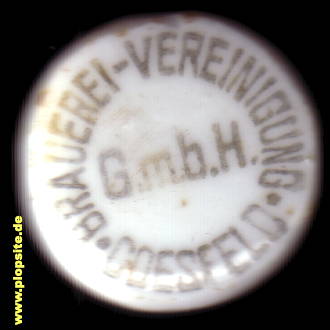 BRAUEREI-VEREINIGUNG
G.m.b.H.
• COESFELD •
www.plopsite.de